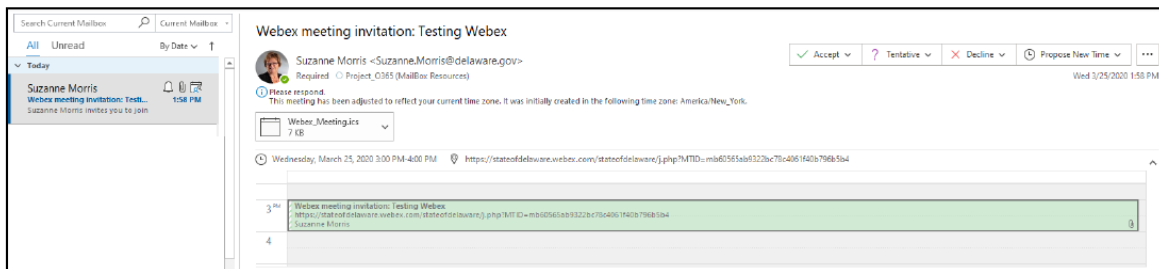 Search Current Mailbox Current Mailbox
All Unread By Date
Today
Suzanne Morris
Webex meeting invitation: Testi... 1:58 PM
Suzanne Morris invites you to join
Webex meeting invitation: Testing Webex
Suzanne Morris <Suzanne.Morris@delaware.gov>
Required Project_O365 (MailBox Resources)
Accept Tentative Decline Propose New Time ...
Wed 3/25/2020 1:58 PM
Please respond.
This meeting has been adjusted to reflect your current time zone. It was initially created in the following time zone: America/New_York.
Webex_Meeting.ics
7 KB
Wednesday, March 25, 2020 3:00 PM-4:00 PM https://stateofdelaware.webex.com/stateofdelaware/j.php?MTID=mb60565ab9322bc78c4061f40b796b5b4
3 PM
Webex meeting invitation: Testing Webex
https://stateofdelaware.webex.com/stateofdelaware/j.php?MTID=mb60565ab9322bc78c4061f40b796b5b4
Suzanne Morris
4